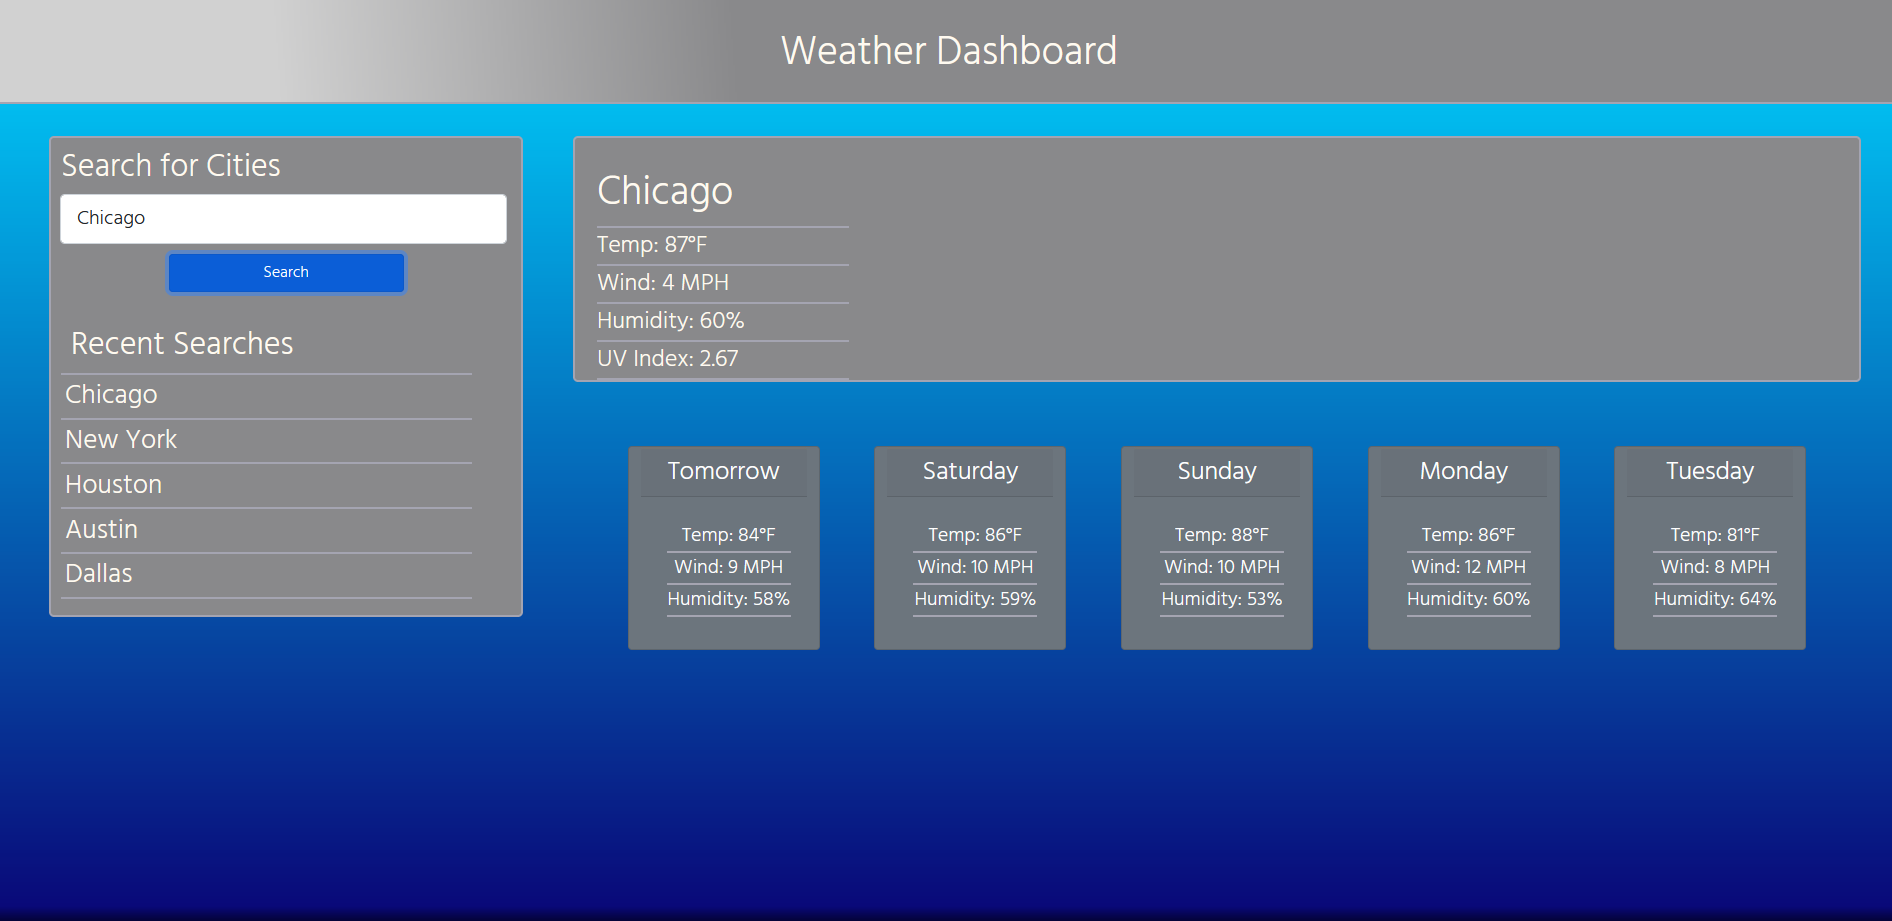 Weather Dashboard
Search for Cities
Chicago
Search
Recent Searches
Chicago
New York
Houston
Austin
Dallas
Chicago
Temp: 87°F
Wind: 4 MPH
Humidity: 60%
UV Index: 2.67
Tomorrow
Temp: 84°F
Wind: 9 MPH
Humidity: 58%
Saturday
Temp: 86°F
Wind: 10 MPH
Humidity: 59%
Sunday
Temp: 88°F
Wind: 10 MPH
Humidity: 53%
Monday
Temp: 86°F
Wind: 12 MPH
Humidity: 60%
Tuesday
Temp: 81°F
Wind: 8 MPH
Humidity: 64%